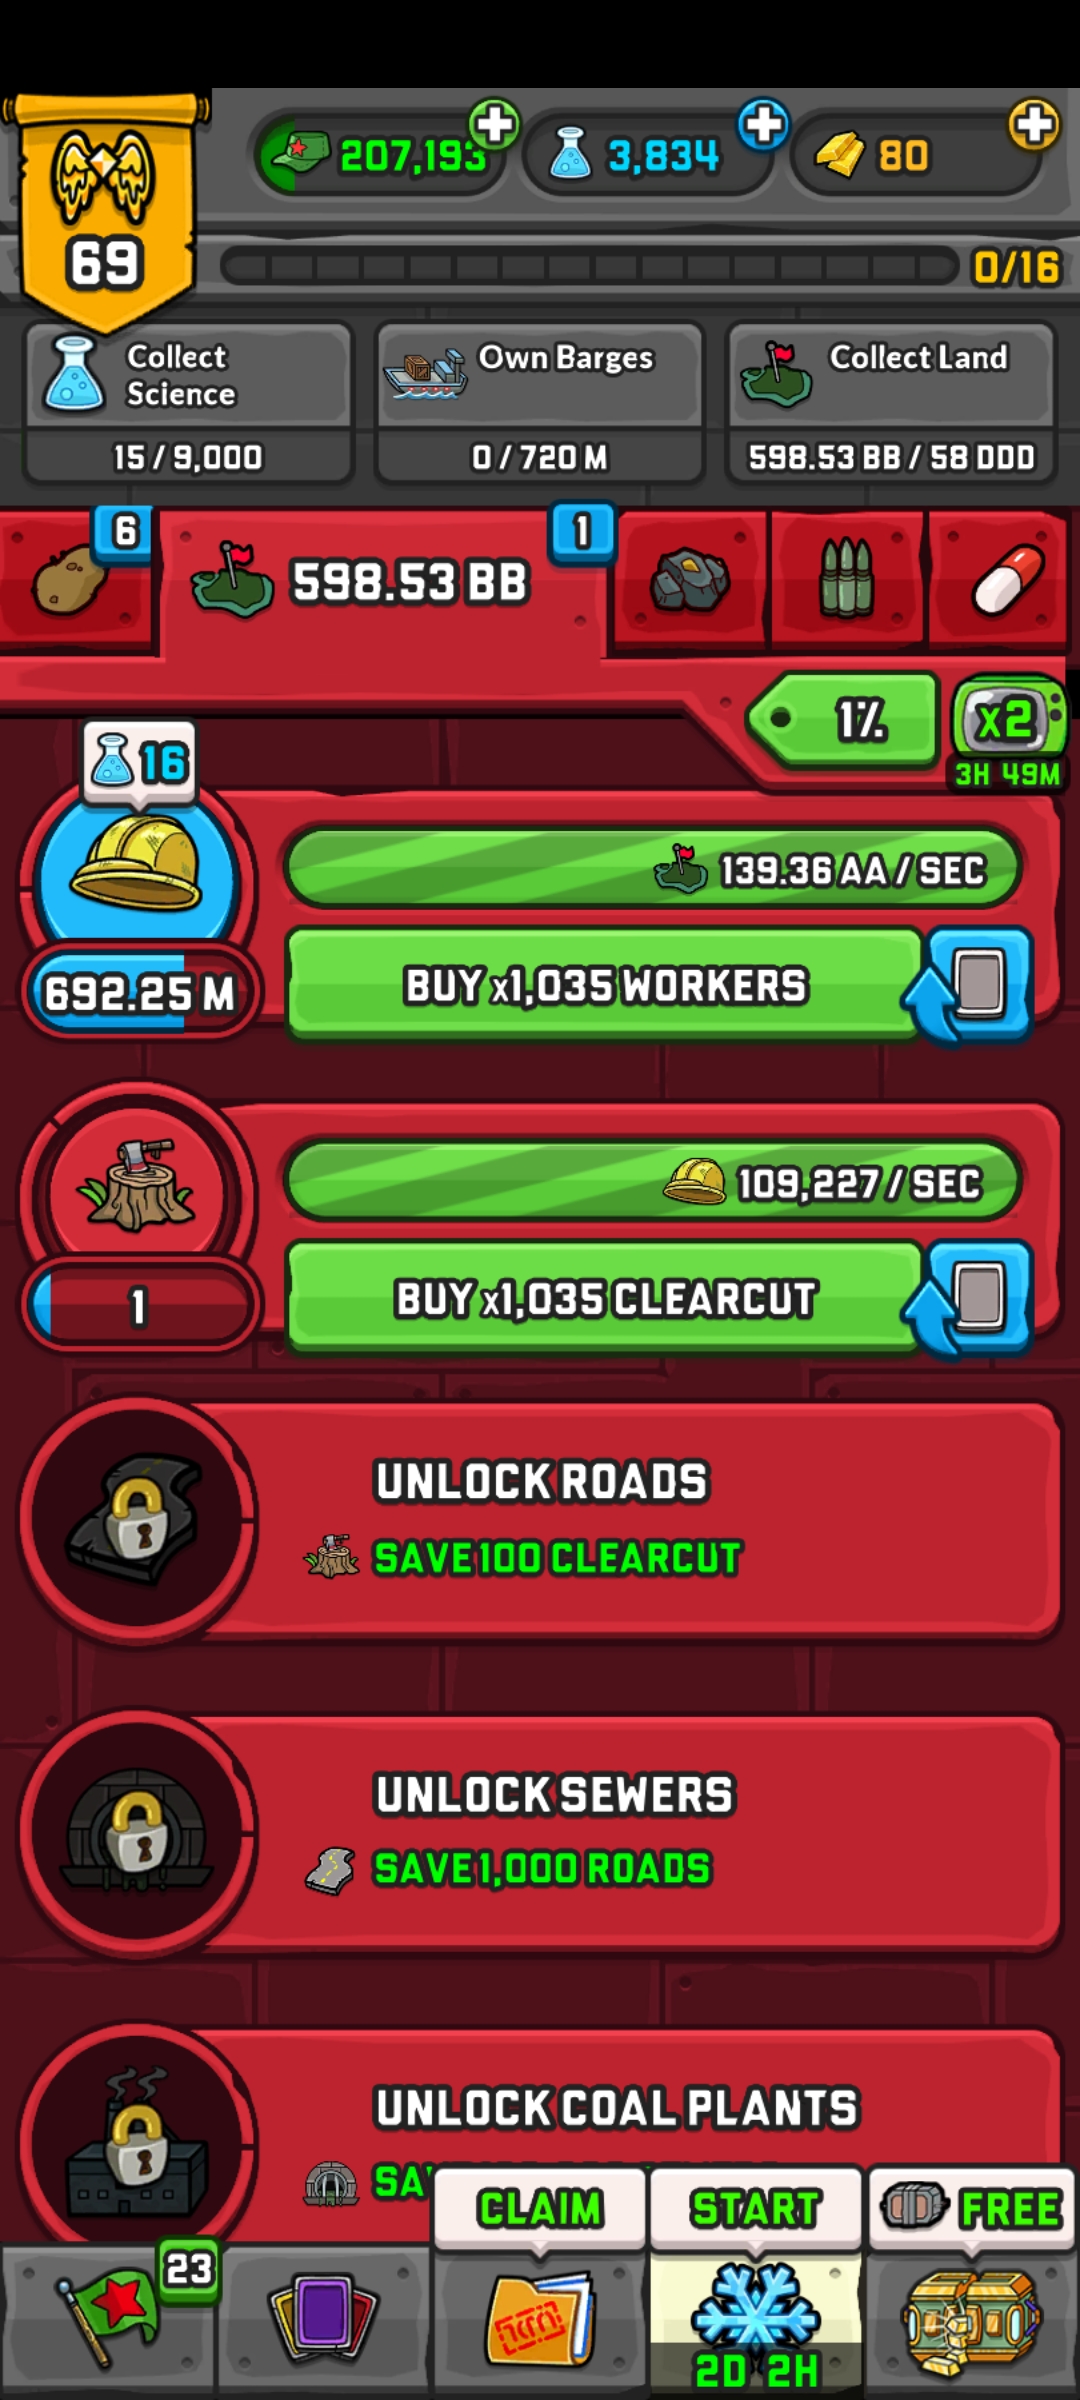 69
207,193
3,834
80
0/16
Collect
Science
15 / 9,000
Own Barges
0 / 720 M
Collect Land
598.53 BB / 58 DDD
6
598.53 BB
1
1%
x2
3H 49M
16
139.36 AA / SEC
692.25 M
BUY x1,035 WORKERS
109,227 / SEC
1
BUY x1,035 CLEARCUT
UNLOCK ROADS
SAVE 100 CLEARCUT
UNLOCK SEWERS
SAVE 1,000 ROADS
UNLOCK COAL PLANTS
CLAIM
START
FREE
23
2D 2H